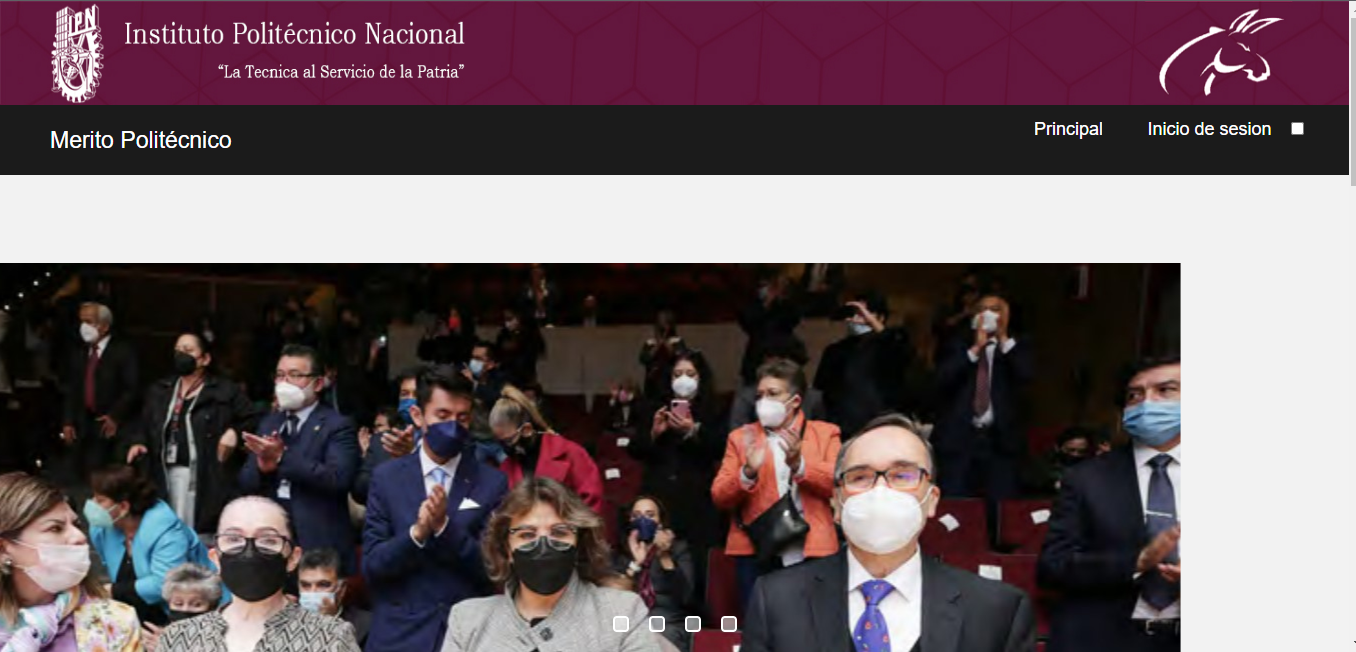 IPN
Instituto Politécnico Nacional
“La Tecnica al Servicio de la Patria”
Merito Politécnico
Principal
Inicio de sesion